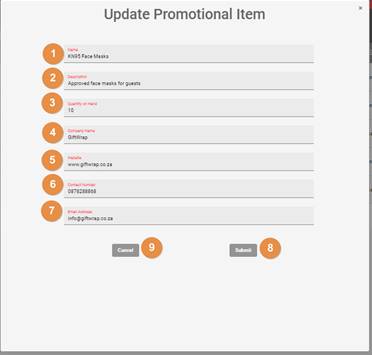 ×
Update Promotional Item
1
Name
KN95 Face Masks
2
Description
Approved face masks for guests
3
Quantity on Hand
10
4
Company Name
GiftWrap
5
Website
www.giftwrap.co.za
6
Contact Number
0876288868
7
Email Address
info@giftwrap.co.za
Cancel 9 Submit 8